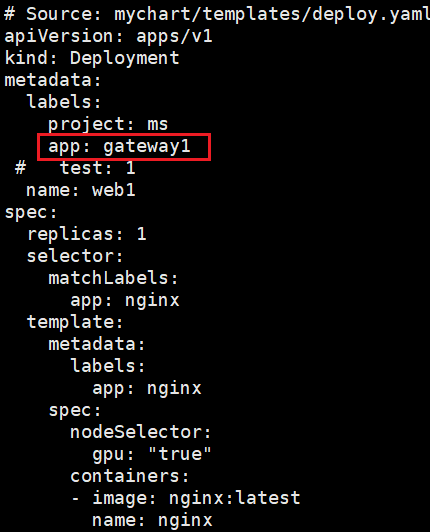 # Source: mychart/templates/deploy.yaml
apiVersion: apps/v1
kind: Deployment
metadata:
  labels:
    project: ms
    app: gateway1
 #   test: 1
  name: web1
spec:
  replicas: 1
  selector:
    matchLabels:
      app: nginx
  template:
    metadata:
      labels:
        app: nginx
    spec:
      nodeSelector:
        gpu: "true"
      containers:
      - image: nginx:latest
        name: nginx